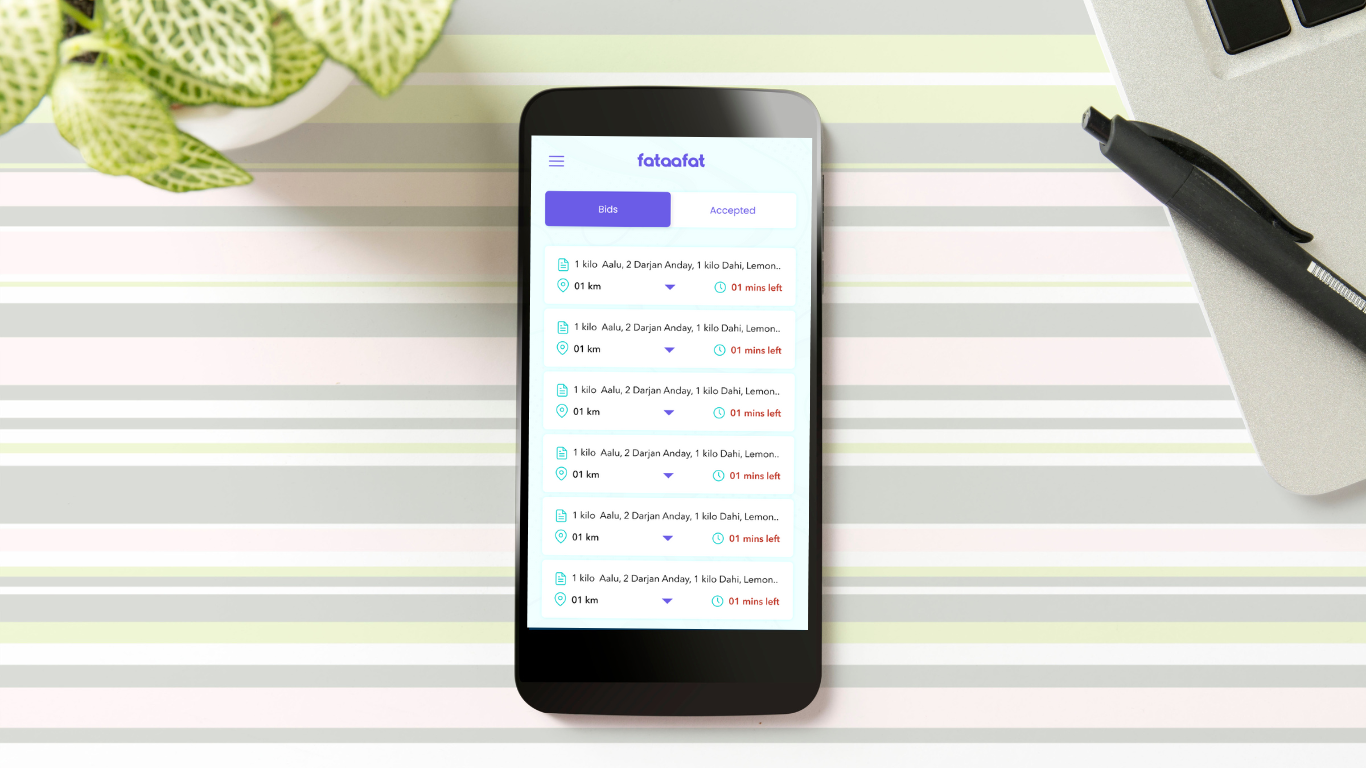 fataafat
Bids
Accepted
1 kilo Aalu, 2 Darjan Anday, 1 kilo Dahi, Lemon..
01 km
01 mins left
1 kilo Aalu, 2 Darjan Anday, 1 kilo Dahi, Lemon..
01 km
01 mins left
1 kilo Aalu, 2 Darjan Anday, 1 kilo Dahi, Lemon..
01 km
01 mins left
1 kilo Aalu, 2 Darjan Anday, 1 kilo Dahi, Lemon..
01 km
01 mins left
1 kilo Aalu, 2 Darjan Anday, 1 kilo Dahi, Lemon..
01 km
01 mins left
1 kilo Aalu, 2 Darjan Anday, 1 kilo Dahi, Lemon..
01 km
01 mins left